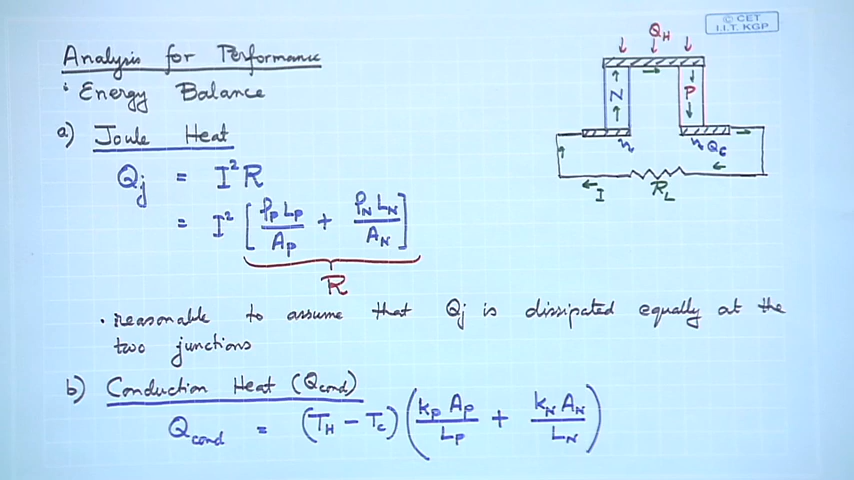 © CET
I.I.T. KGP
Analysis for Performance
· Energy Balance
a) Joule Heat
Qj = I²R
= I² [ ρP LP / AP + ρN LN / AN ]
R
· reasonable to assume that Qj is dissipated equally at the
two junctions
b) Conduction Heat (Qcond)
Qcond = (TH − Tc) ( kP AP / LP + kN AN / LN )
QH
N
P
Qc
I
RL